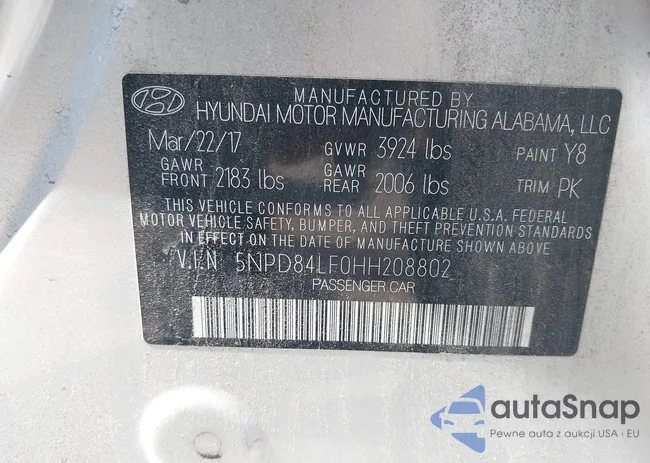 MANUFACTURED BY
HYUNDAI MOTOR MANUFACTURING ALABAMA, LLC
Mar/22/17 GVWR 3924 lbs PAINT Y8
GAWR FRONT 2183 lbs GAWR REAR 2006 lbs TRIM PK
THIS VEHICLE CONFORMS TO ALL APPLICABLE U.S.A. FEDERAL
MOTOR VEHICLE SAFETY, BUMPER, AND THEFT PREVENTION STANDARDS
IN EFFECT ON THE DATE OF MANUFACTURE SHOWN ABOVE.
V.I.N 5NPD84LF0HH208802
PASSENGER CAR
autoSnap
Pewne auta z aukcji USA i EU